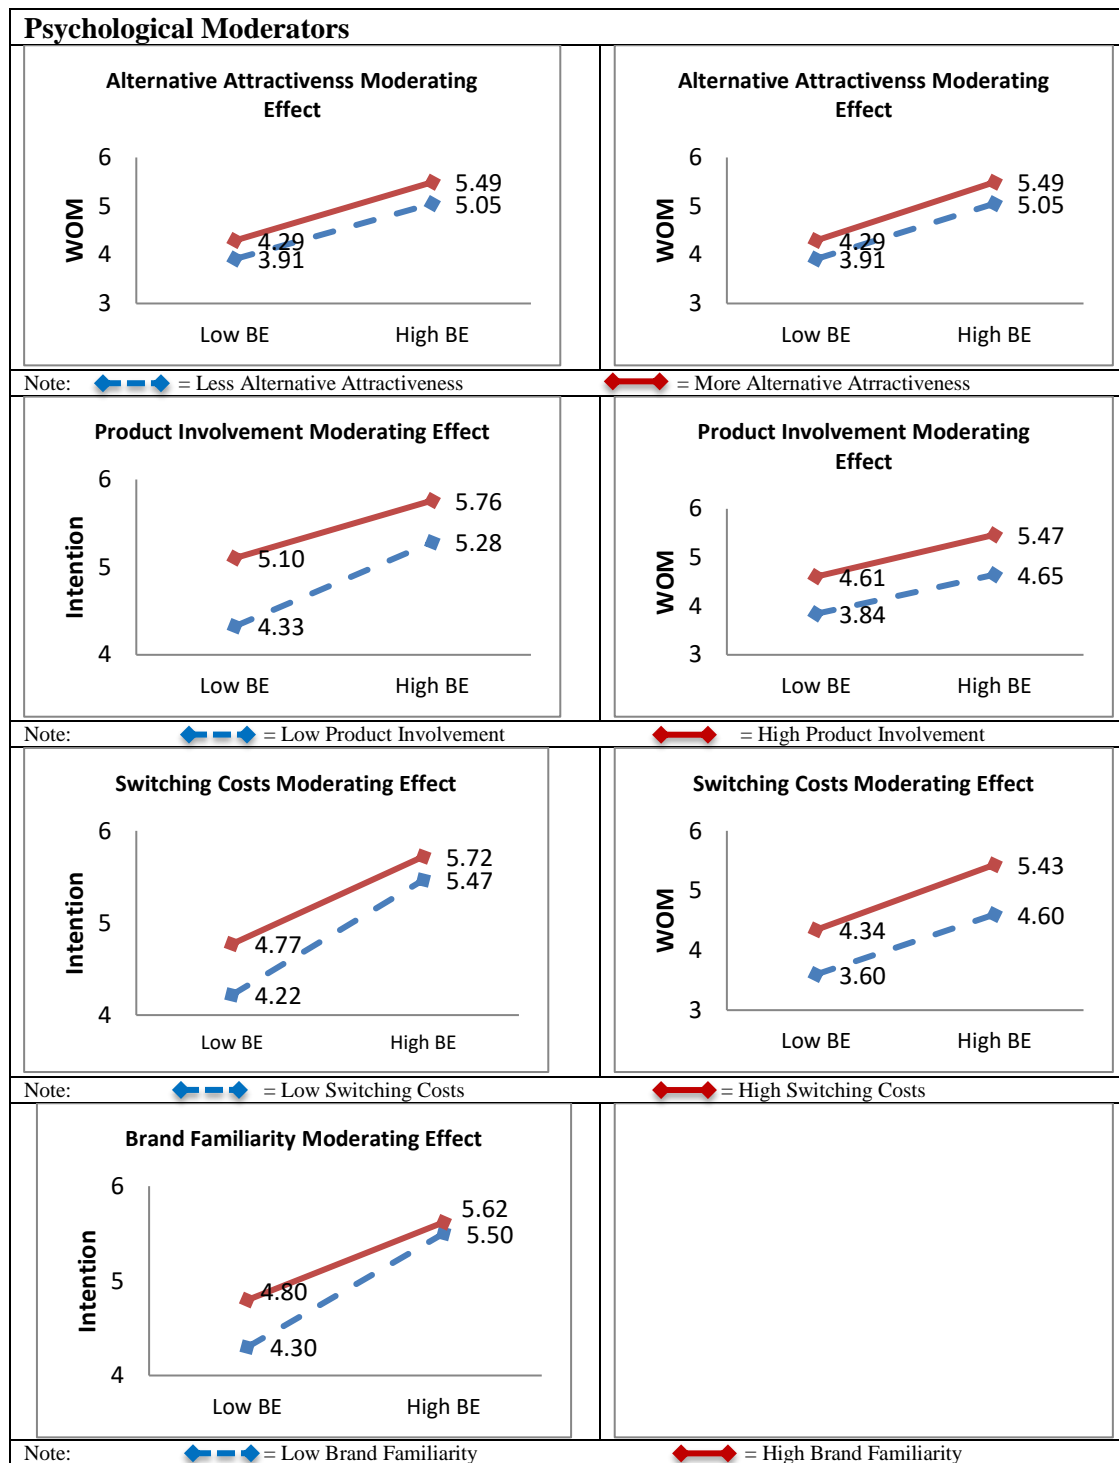 Psychological Moderators
Alternative Attractivenss Moderating
Effect
6
5
4
3
WOM
5.49
5.05
4.29
3.91
Low BE
High BE
Alternative Attractivenss Moderating
Effect
6
5
4
3
WOM
5.49
5.05
4.29
3.91
Low BE
High BE
Note: = Less Alternative Attractiveness
= More Alternative Atrractiveness
Product Involvement Moderating Effect
6
5
4
Intention
5.76
5.28
5.10
4.33
Low BE
High BE
Product Involvement Moderating
Effect
6
5
4
3
WOM
5.47
4.65
4.61
3.84
Low BE
High BE
Note: = Low Product Involvement
= High Product Involvement
Switching Costs Moderating Effect
6
5
4
Intention
5.72
5.47
4.77
4.22
Low BE
High BE
Switching Costs Moderating Effect
6
5
4
3
WOM
5.43
4.60
4.34
3.60
Low BE
High BE
Note: = Low Switching Costs
= High Switching Costs
Brand Familiarity Moderating Effect
6
5
4
Intention
5.62
5.50
4.80
4.30
Low BE
High BE
Note: = Low Brand Familiarity
= High Brand Familiarity